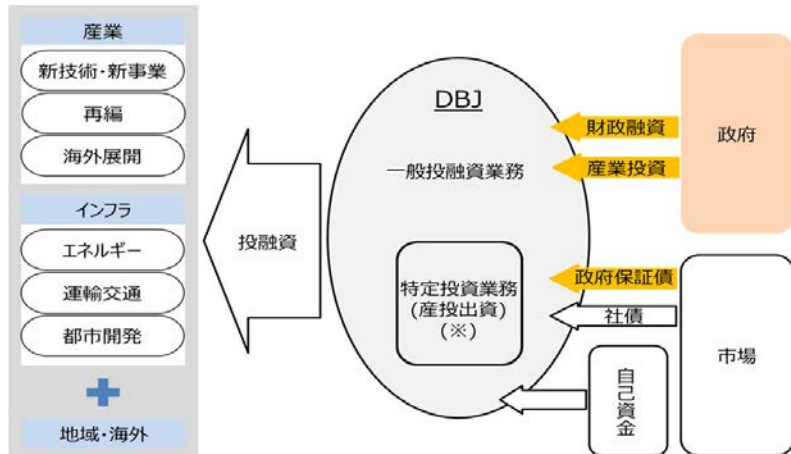 産業
新技術・新事業
再編
海外展開
インフラ
エネルギー
運輸交通
都市開発
地域・海外
投融資
DBJ
一般投融資業務
特定投資業務
(産投出資)
(※)
財政融資
産業投資
政府保証債
社債
自己資金
政府
市場